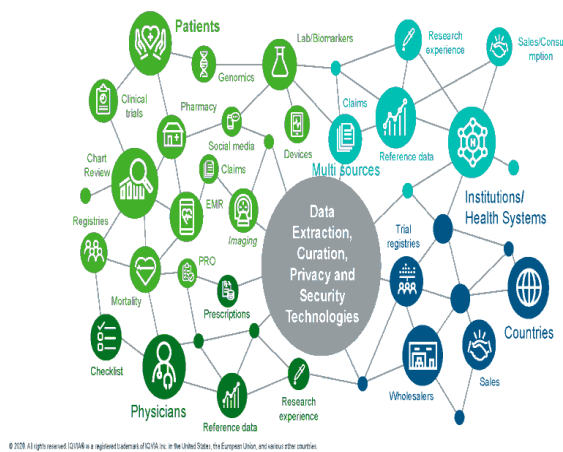 Patients
Lab/Biomarkers
Research
experience
Sales/Consu
mption
Genomics
Clinical
trials
Pharmacy
Social media
Claims
Devices
Multi sources
Reference data
Chart
Review
Claims
EMR
Imaging
Data
Extraction,
Curation,
Privacy and
Security
Technologies
Institutions/
Health Systems
H
Registries
Trial
registries
PRO
Mortality
Prescriptions
Countries
Checklist
Physicians
Reference data
Research
experience
Wholesalers
Sales
© 2020. All rights reserved. IQVIA® is a registered trademark of IQVIA Inc. in the United States, the European Union, and various other countries.